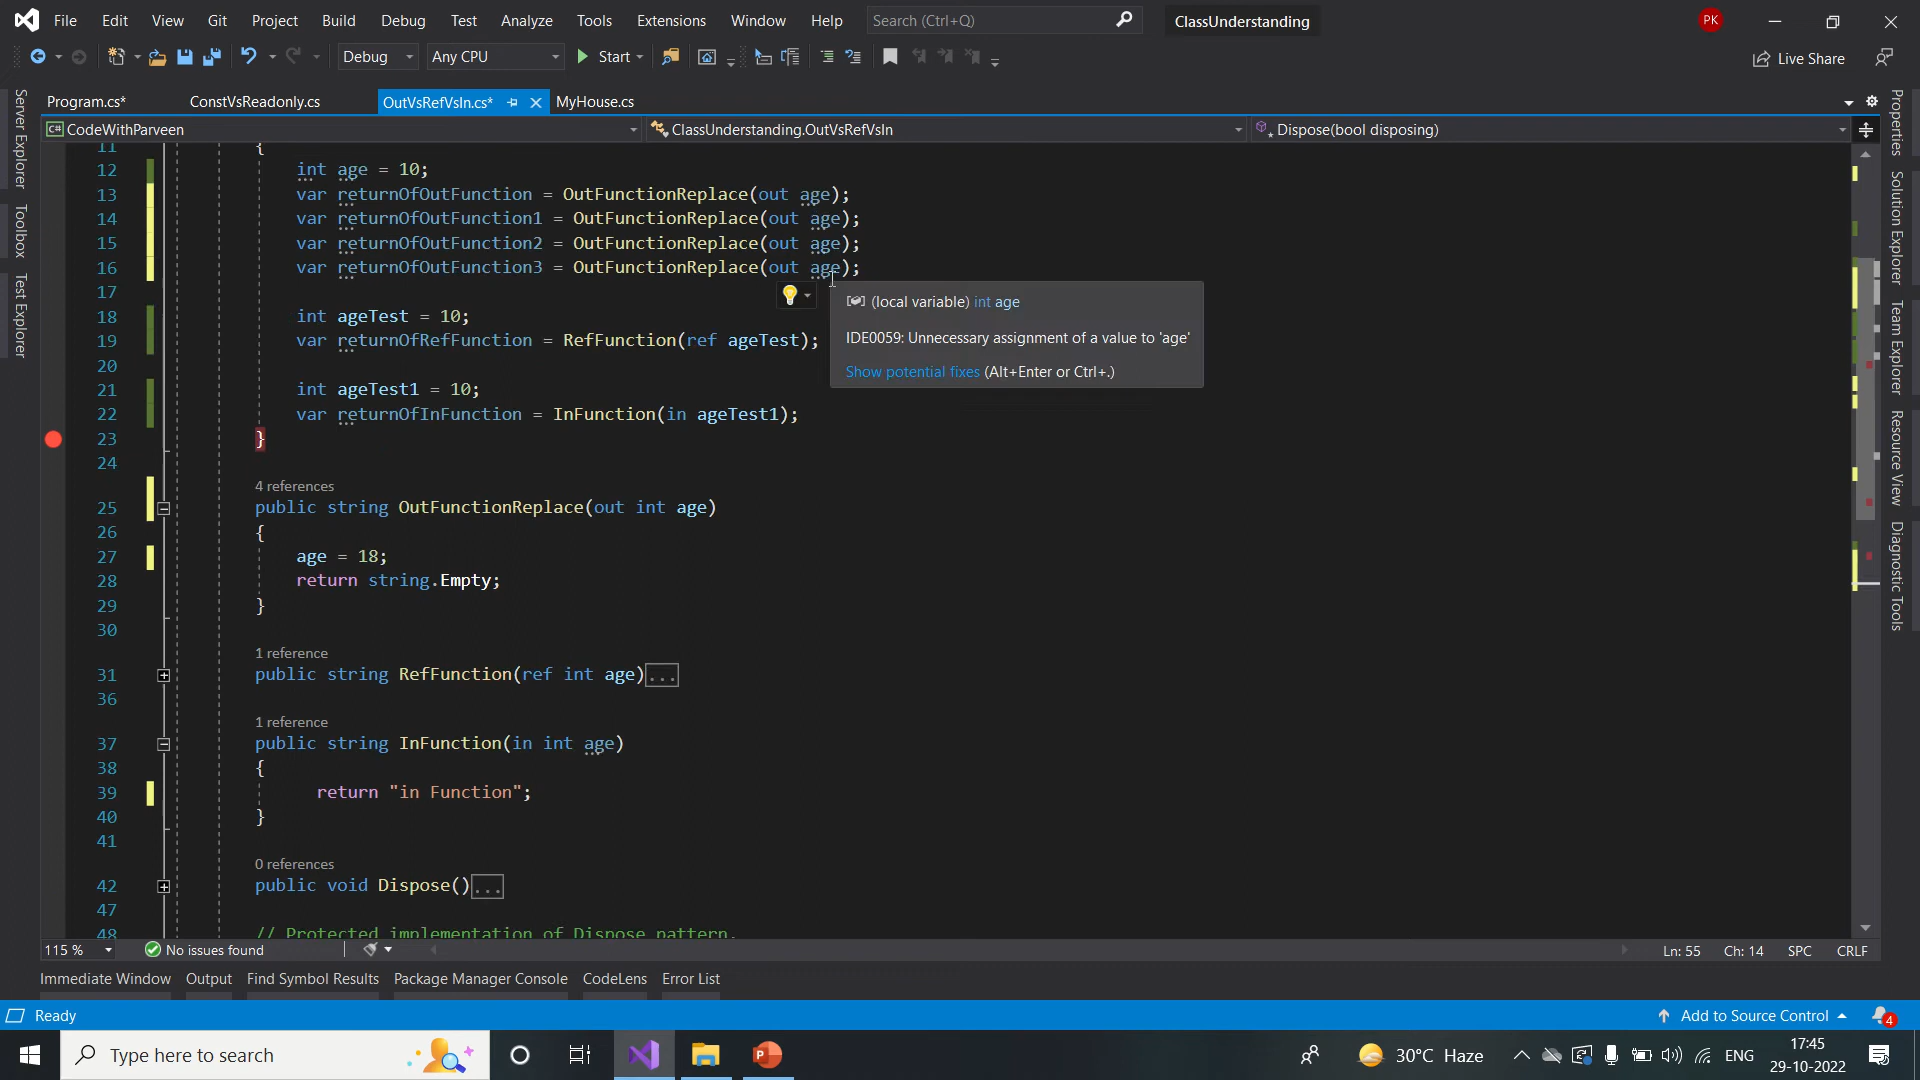 File Edit View Git Project Build Debug Test Analyze Tools Extensions Window Help Search (Ctrl+Q) ClassUnderstanding PK
Debug Any CPU Start Live Share
Program.cs* ConstVsReadonly.cs OutVsRefVsIn.cs* MyHouse.cs
C# CodeWithParveen ClassUnderstanding.OutVsRefVsIn Dispose(bool disposing)
Server Explorer
Toolbox
Test Explorer
11 {
12 int age = 10;
13 var returnOfOutFunction = OutFunctionReplace(out age);
14 var returnOfOutFunction1 = OutFunctionReplace(out age);
15 var returnOfOutFunction2 = OutFunctionReplace(out age);
16 var returnOfOutFunction3 = OutFunctionReplace(out age);
17
18 int ageTest = 10;
19 var returnOfRefFunction = RefFunction(ref ageTest);
20
21 int ageTest1 = 10;
22 var returnOfInFunction = InFunction(in ageTest1);
23 }
24
(local variable) int age
IDE0059: Unnecessary assignment of a value to 'age'
Show potential fixes (Alt+Enter or Ctrl+.)
4 references
25 public string OutFunctionReplace(out int age)
26 {
27 age = 18;
28 return string.Empty;
29 }
30
1 reference
31 public string RefFunction(ref int age)...
36
1 reference
37 public string InFunction(in int age)
38 {
39 return "in Function";
40 }
41
0 references
42 public void Dispose()...
47
48 // Protected implementation of Dispose pattern.
Properties
Solution Explorer
Team Explorer
Resource View
Diagnostic Tools
115 % No issues found Ln: 55 Ch: 14 SPC CRLF
Immediate Window Output Find Symbol Results Package Manager Console CodeLens Error List
Ready Add to Source Control 4
Type here to search 30°C Haze ENG 17:45
29-10-2022